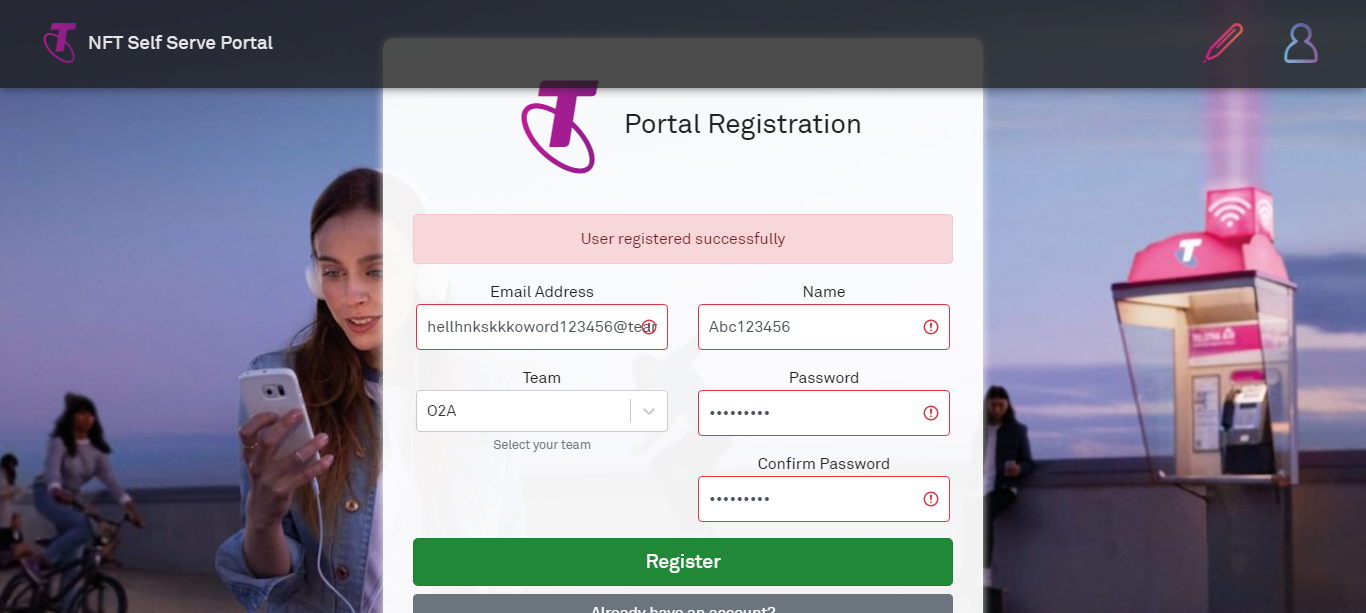 NFT Self Serve Portal
Portal Registration
User registered successfully
Email Address
Name
hellhnkskkkoword123456@tear
Abc123456
Team
Password
O2A
•••••••••
Select your team
Confirm Password
•••••••••
Register
Already have an account?